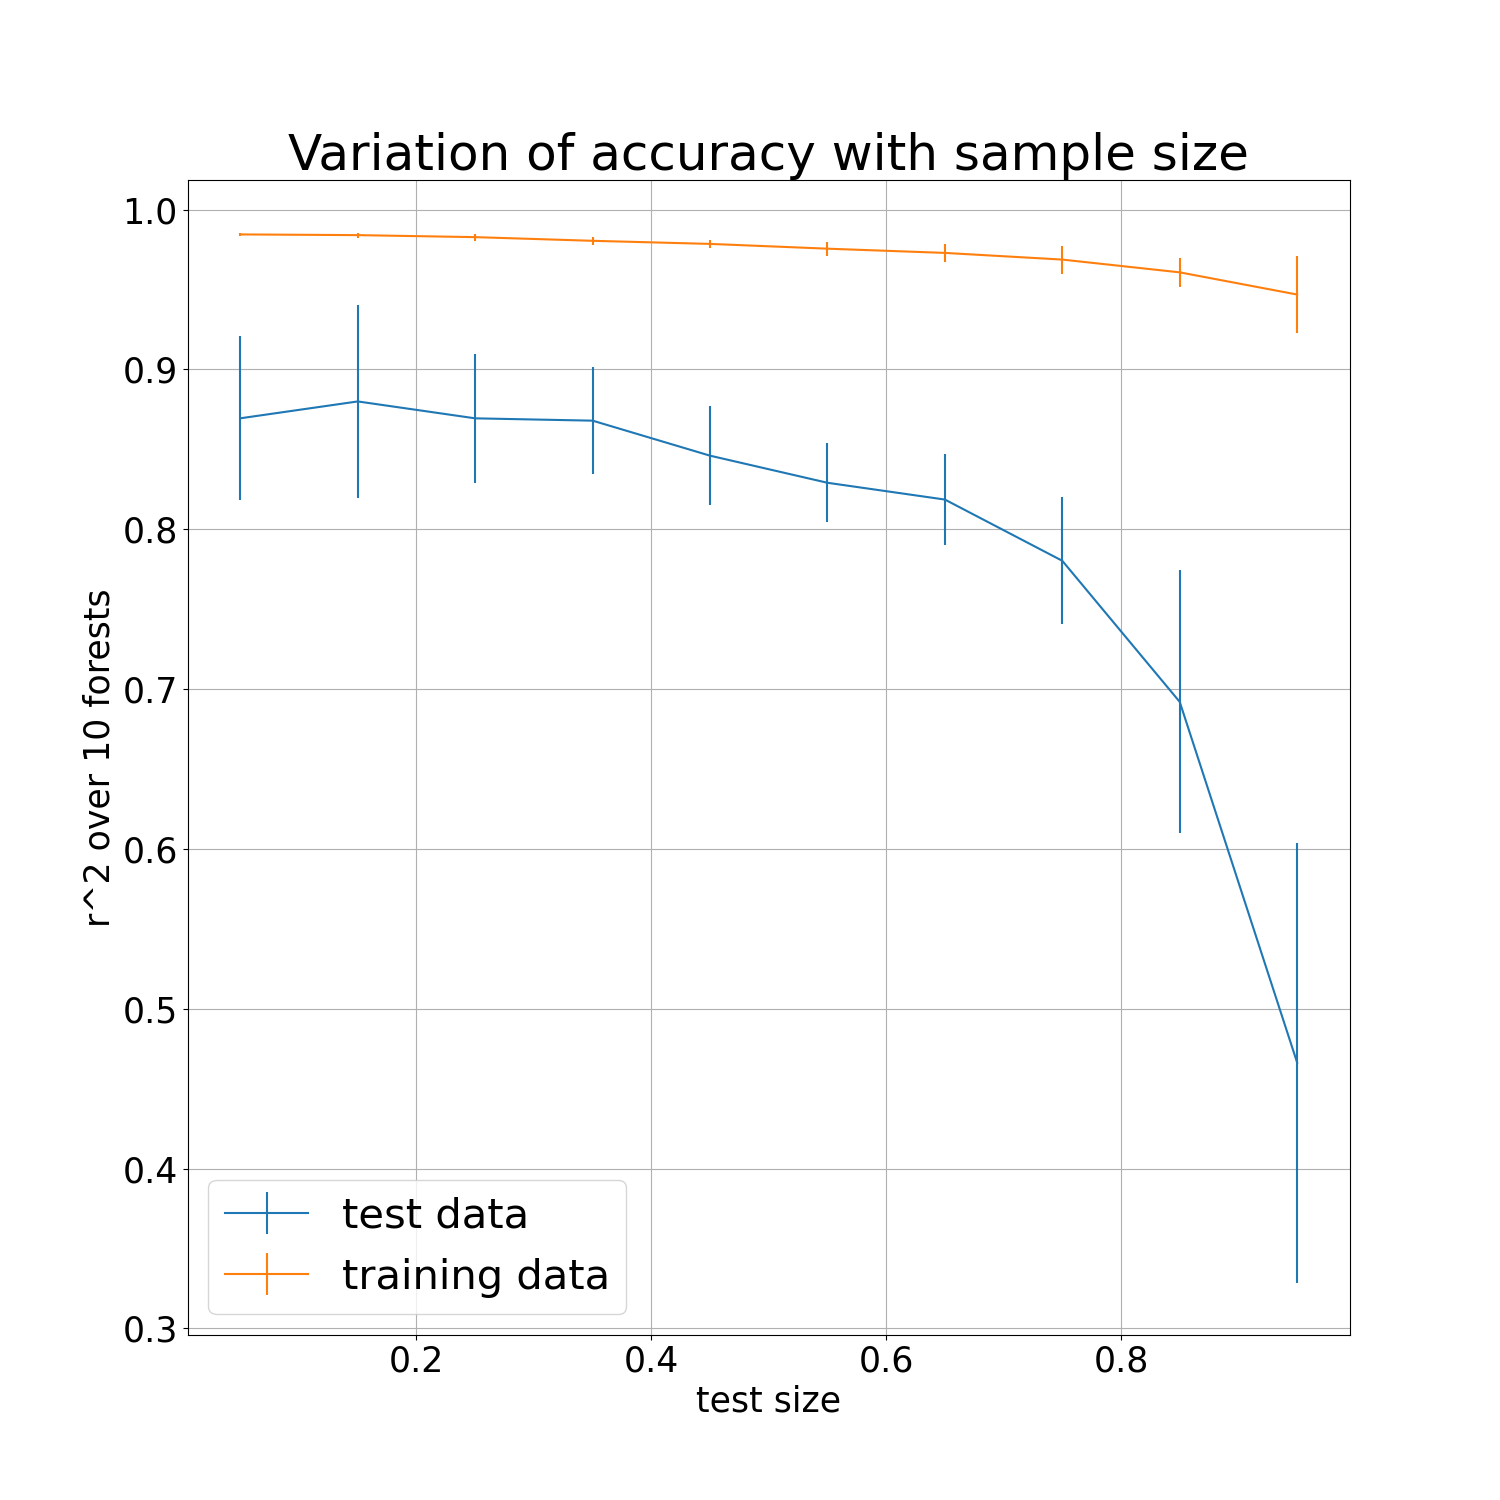 Variation of accuracy with sample size
1.0
0.9
0.8
0.7
0.6
0.5
0.4
0.3
r^2 over 10 forests
test data
training data
0.2 0.4 0.6 0.8
test size